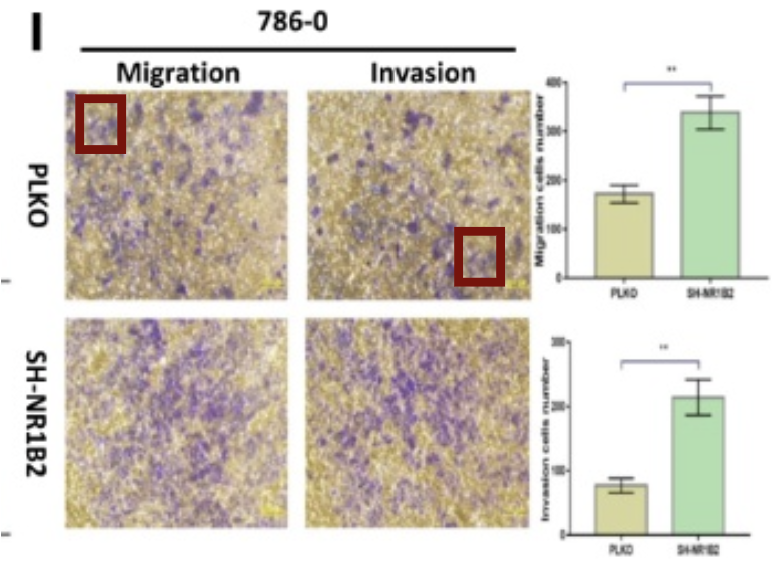 I
786-0
Migration
Invasion
PLKO
SH-NR1B2
Migration cells number
400
300
200
100
0
**
PLKO
SH-NR1B2
Invasion cells number
300
200
100
0
**
PLKO
SH-NR1B2